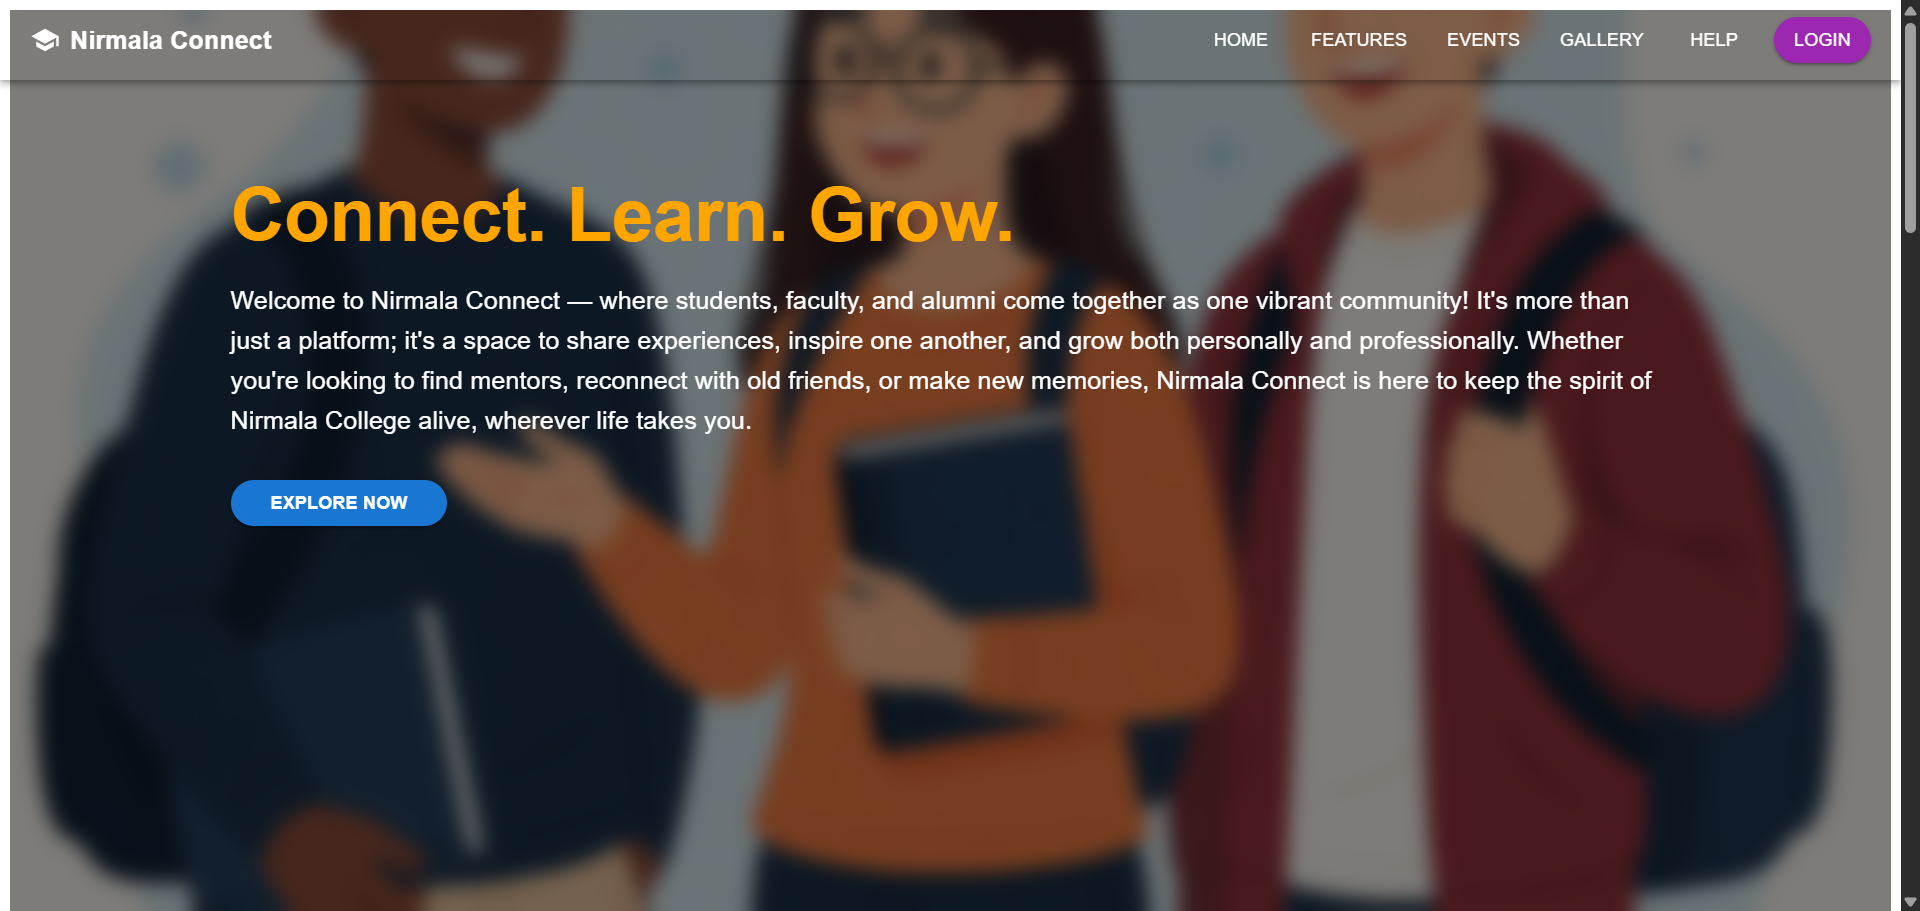 Nirmala Connect
HOME
FEATURES
EVENTS
GALLERY
HELP
LOGIN
Connect. Learn. Grow.
Welcome to Nirmala Connect — where students, faculty, and alumni come together as one vibrant community! It's more than
just a platform; it's a space to share experiences, inspire one another, and grow both personally and professionally. Whether
you're looking to find mentors, reconnect with old friends, or make new memories, Nirmala Connect is here to keep the spirit of
Nirmala College alive, wherever life takes you.
EXPLORE NOW